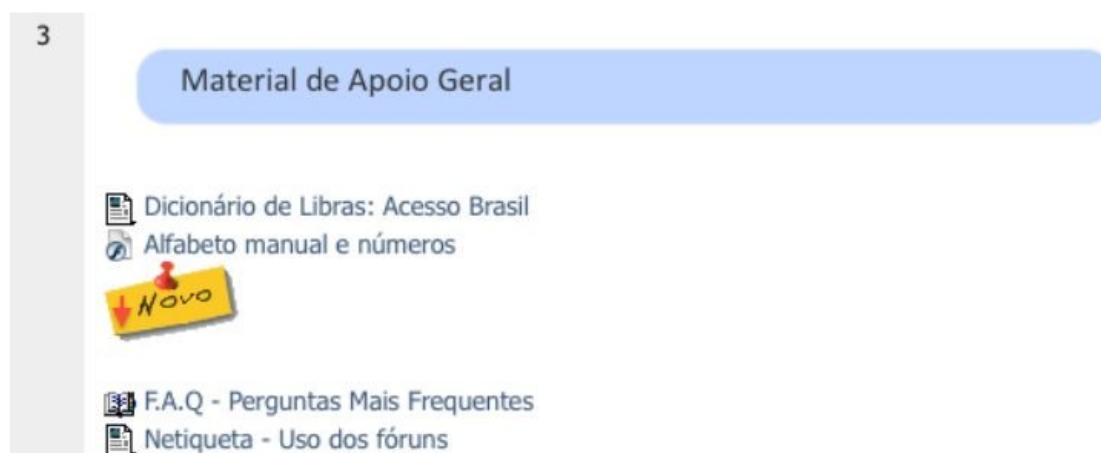 3
Material de Apoio Geral
Dicionário de Libras: Acesso Brasil
Alfabeto manual e números
Novo
F.A.Q - Perguntas Mais Frequentes
Netiqueta - Uso dos fóruns